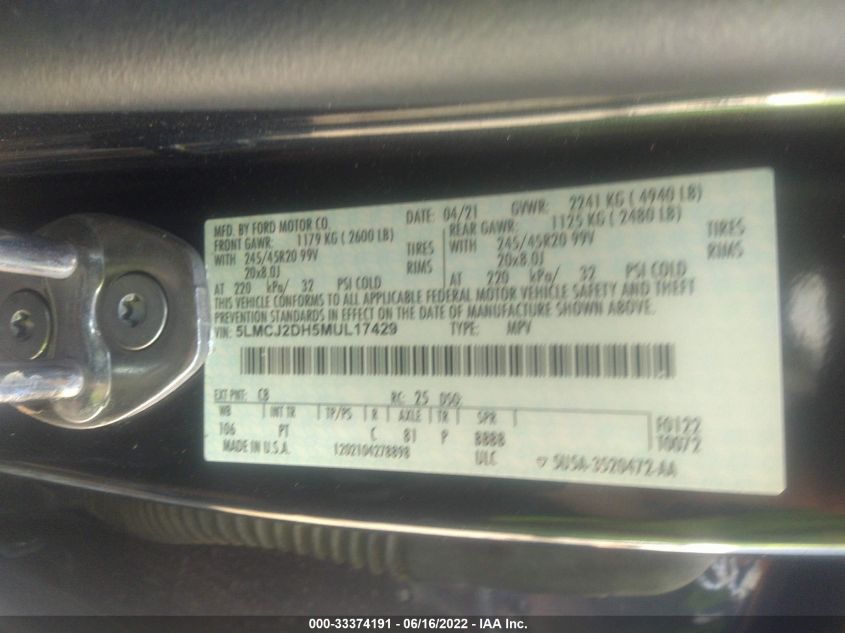 MFD. BY FORD MOTOR CO. DATE: 04/21 GVWR: 2241 KG ( 4940 LB)
FRONT GAWR: 1179 KG ( 2600 LB) REAR GAWR: 1125 KG ( 2480 LB)
WITH 245/45R20 99V TIRES WITH 245/45R20 99V TIRES
20x8.0J RIMS 20x8.0J RIMS
AT 220 kPa/ 32 PSI COLD AT 220 kPa/ 32 PSI COLD
THIS VEHICLE CONFORMS TO ALL APPLICABLE FEDERAL MOTOR VEHICLE SAFETY AND THEFT
PREVENTION STANDARDS IN EFFECT ON THE DATE OF MANUFACTURE SHOWN ABOVE.
VIN: 5LMCJ2DH5MUL17429 TYPE: MPV
EXT PNT: RC: 25 DSO:
WB INT TR TP/PS R AXLE TR SPR F0122
106 PT C 81 P 8888 T0072
MADE IN U.S.A. 1202104278898 ULC 5U5A-3520472-AA
000-33374191 - 06/16/2022 - IAA Inc.